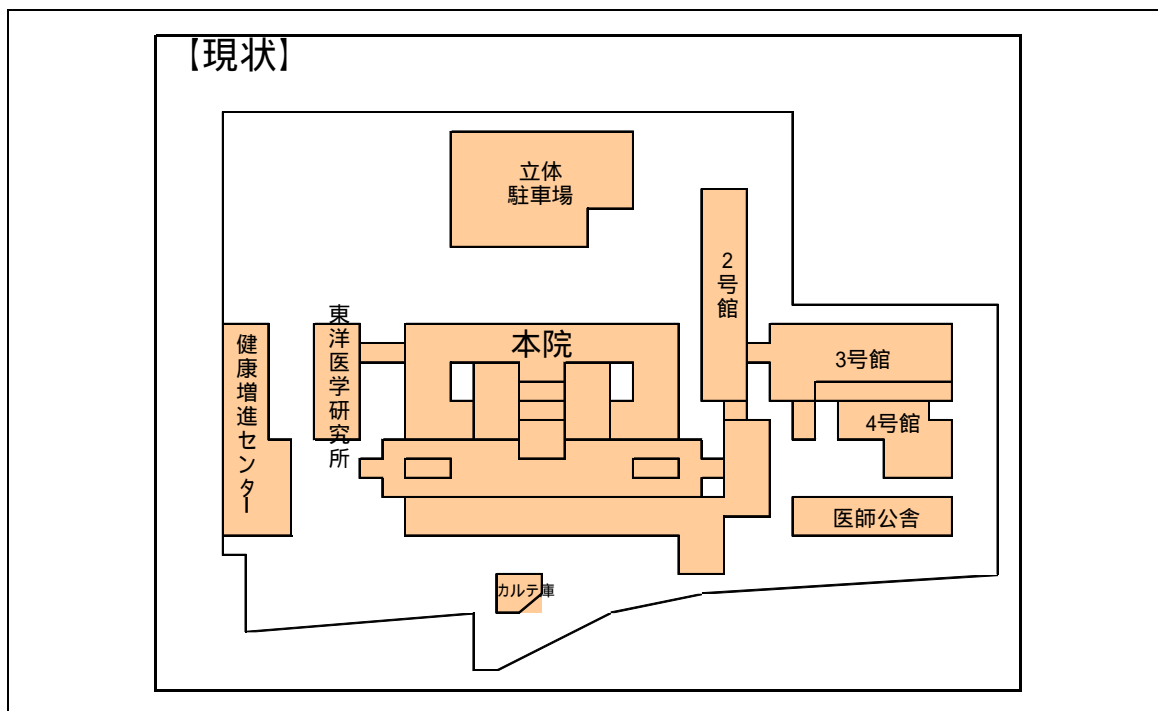 【現状】
立体
駐車場
2号館
東洋医学研究所
本院
健康増進センター
3号館
4号館
医師公舎
カルテ庫